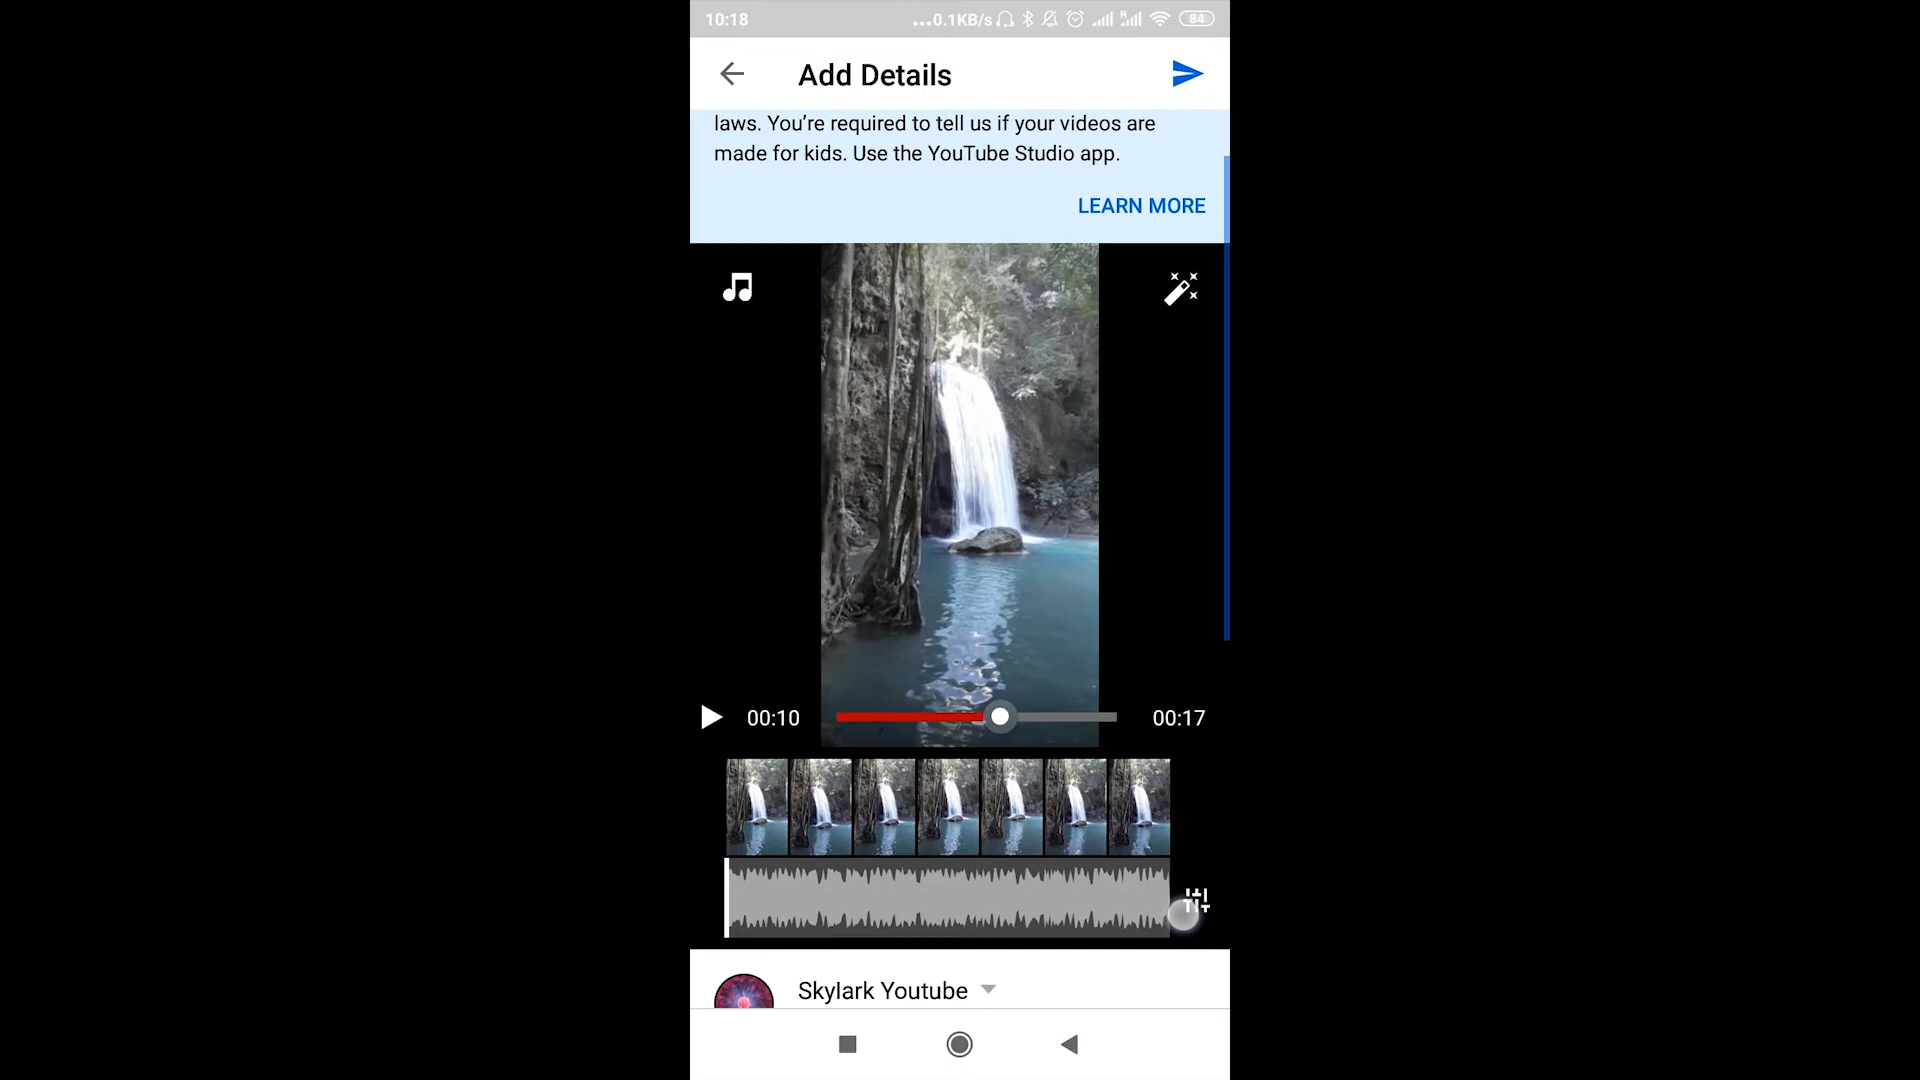 10:18
...0.1KB/s
R
84
Add Details
laws. You’re required to tell us if your videos are
made for kids. Use the YouTube Studio app.
LEARN MORE
00:10
00:17
Skylark Youtube